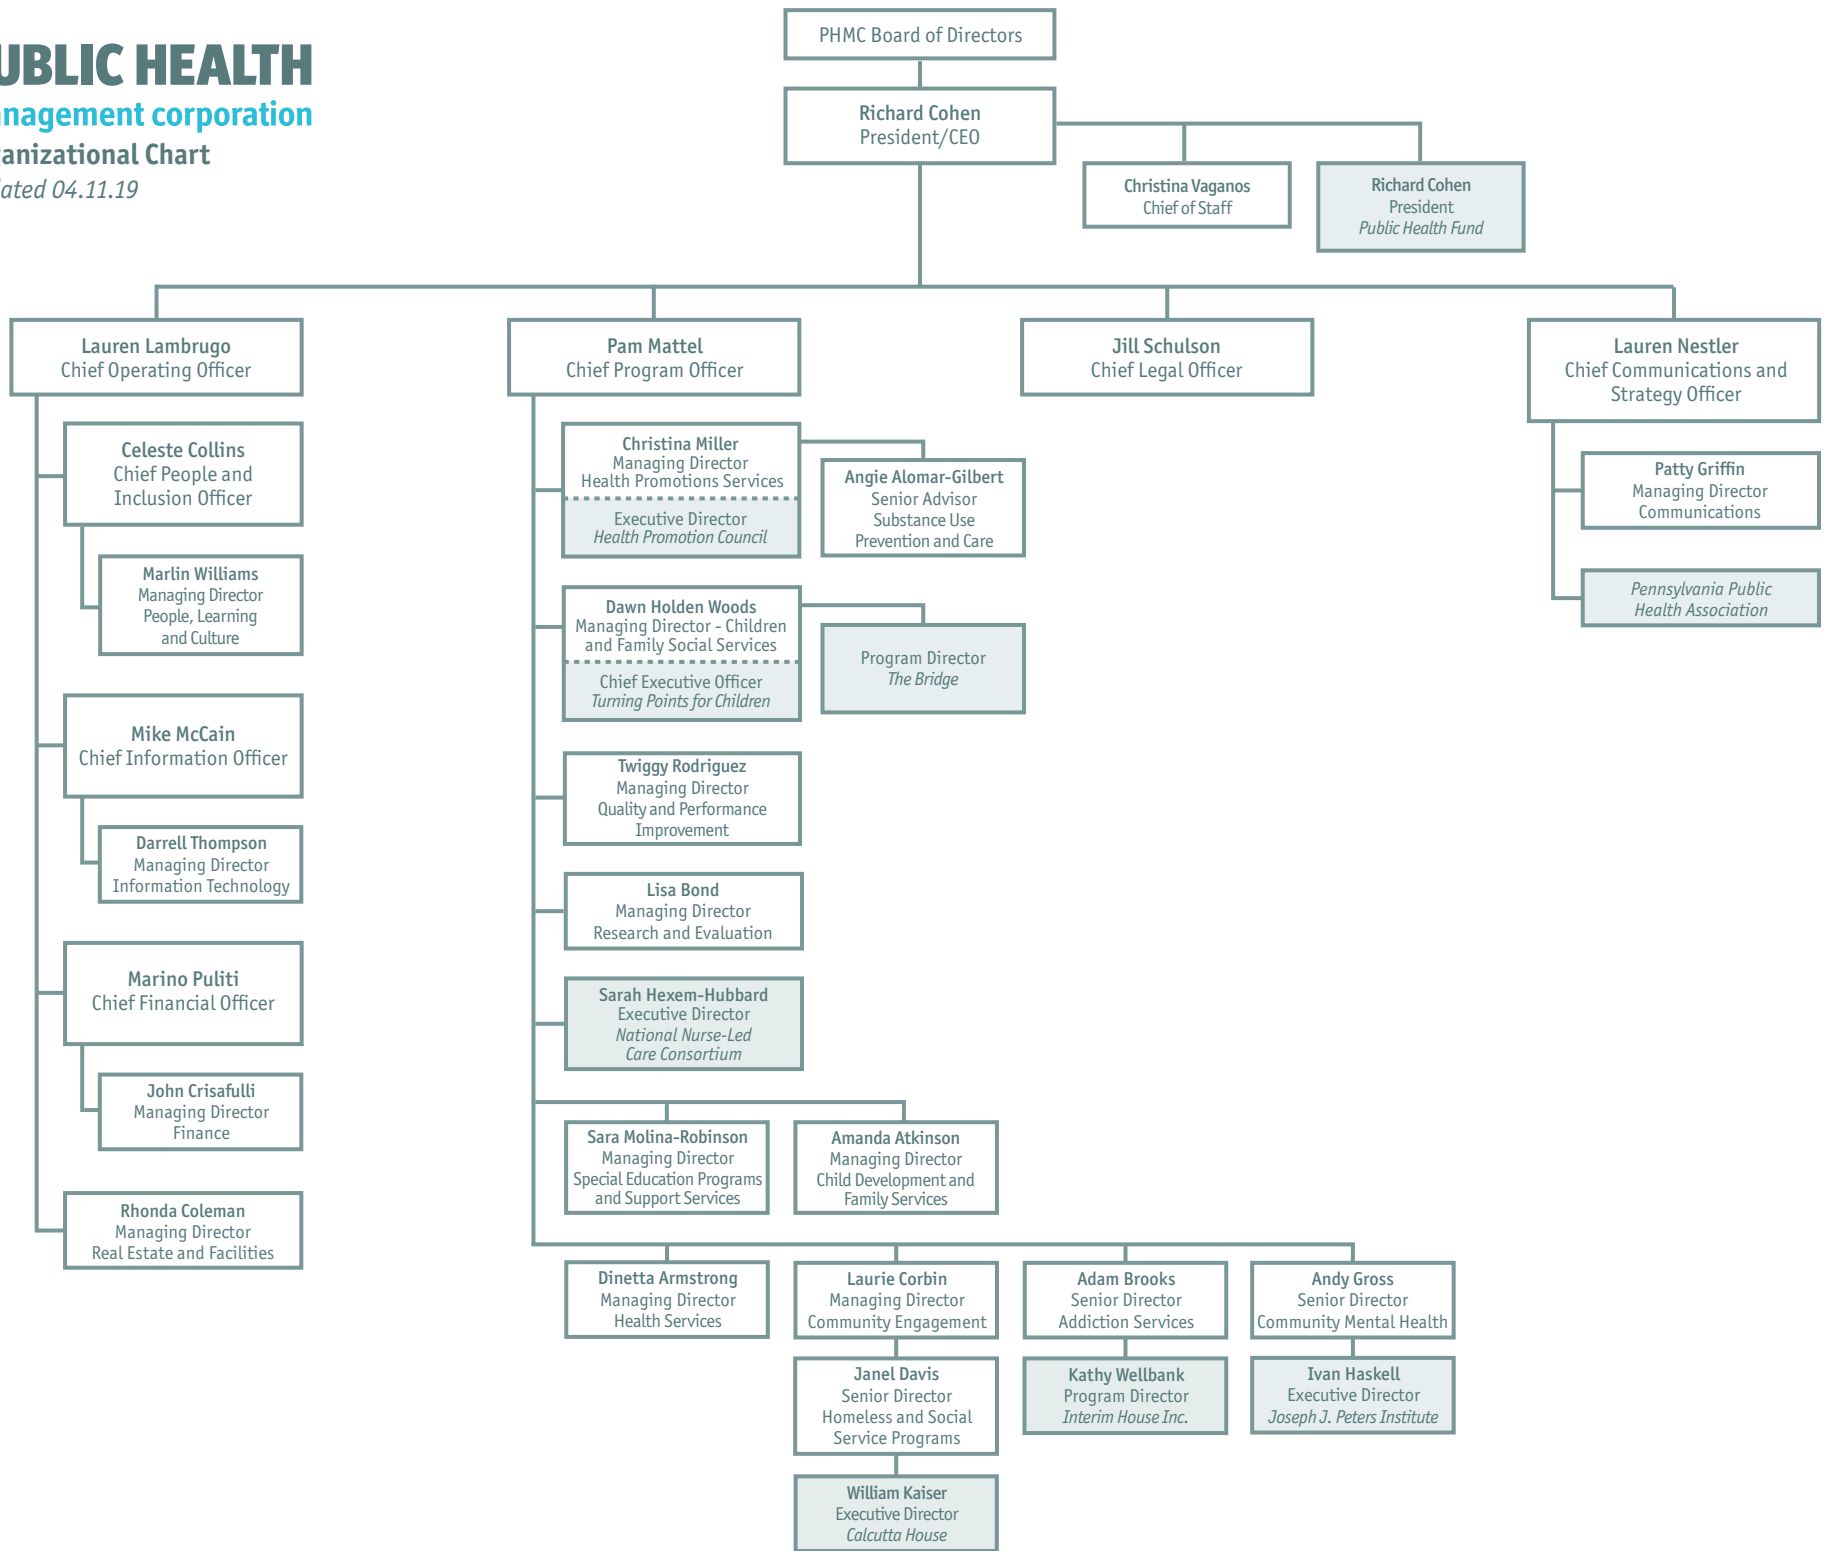 UBLIC HEALTH
nagement corporation
anizational Chart
ated 04.11.19
PHMC Board of Directors
Richard Cohen
President/CEO
Christina Vaganos
Chief of Staff
Richard Cohen
President
Public Health Fund
Lauren Lambrugo
Chief Operating Officer
Pam Mattel
Chief Program Officer
Jill Schulson
Chief Legal Officer
Lauren Nestler
Chief Communications and
Strategy Officer
Celeste Collins
Chief People and
Inclusion Officer
Marlin Williams
Managing Director
People, Learning
and Culture
Mike McCain
Chief Information Officer
Darrell Thompson
Managing Director
Information Technology
Marino Puliti
Chief Financial Officer
John Crisafulli
Managing Director
Finance
Rhonda Coleman
Managing Director
Real Estate and Facilities
Christina Miller
Managing Director
Health Promotions Services
Executive Director
Health Promotion Council
Angie Alomar-Gilbert
Senior Advisor
Substance Use
Prevention and Care
Dawn Holden Woods
Managing Director - Children
and Family Social Services
Chief Executive Officer
Turning Points for Children
Program Director
The Bridge
Twiggy Rodriguez
Managing Director
Quality and Performance
Improvement
Lisa Bond
Managing Director
Research and Evaluation
Sarah Hexem-Hubbard
Executive Director
National Nurse-Led
Care Consortium
Sara Molina-Robinson
Managing Director
Special Education Programs
and Support Services
Amanda Atkinson
Managing Director
Child Development and
Family Services
Dinetta Armstrong
Managing Director
Health Services
Laurie Corbin
Managing Director
Community Engagement
Janel Davis
Senior Director
Homeless and Social
Service Programs
William Kaiser
Executive Director
Calcutta House
Adam Brooks
Senior Director
Addiction Services
Kathy Wellbank
Program Director
Interim House Inc.
Andy Gross
Senior Director
Community Mental Health
Ivan Haskell
Executive Director
Joseph J. Peters Institute
Patty Griffin
Managing Director
Communications
Pennsylvania Public
Health Association